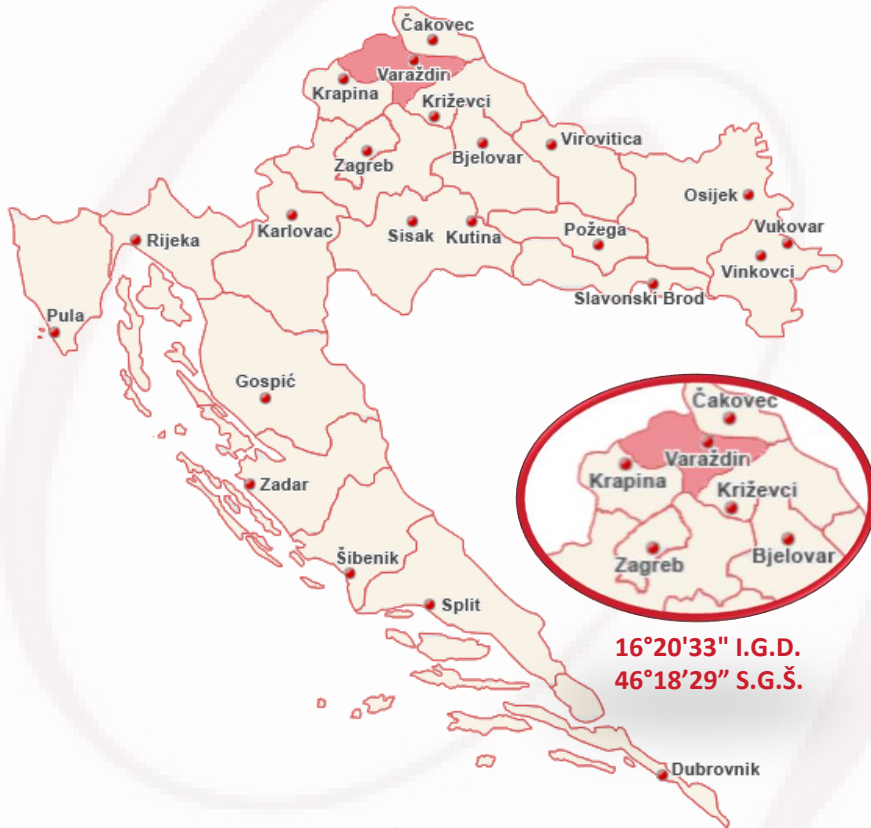 Čakovec
Varaždin
Krapina
Križevci
Virovitica
Zagreb
Bjelovar
Osijek
Karlovac
Sisak
Kutina
Požega
Vukovar
Rijeka
Vinkovci
Slavonski Brod
Pula
Gospić
Čakovec
Varaždin
Krapina
Križevci
Zagreb
Bjelovar
Zadar
Šibenik
Split
16°20'33" I.G.D.
46°18’29” S.G.Š.
Dubrovnik